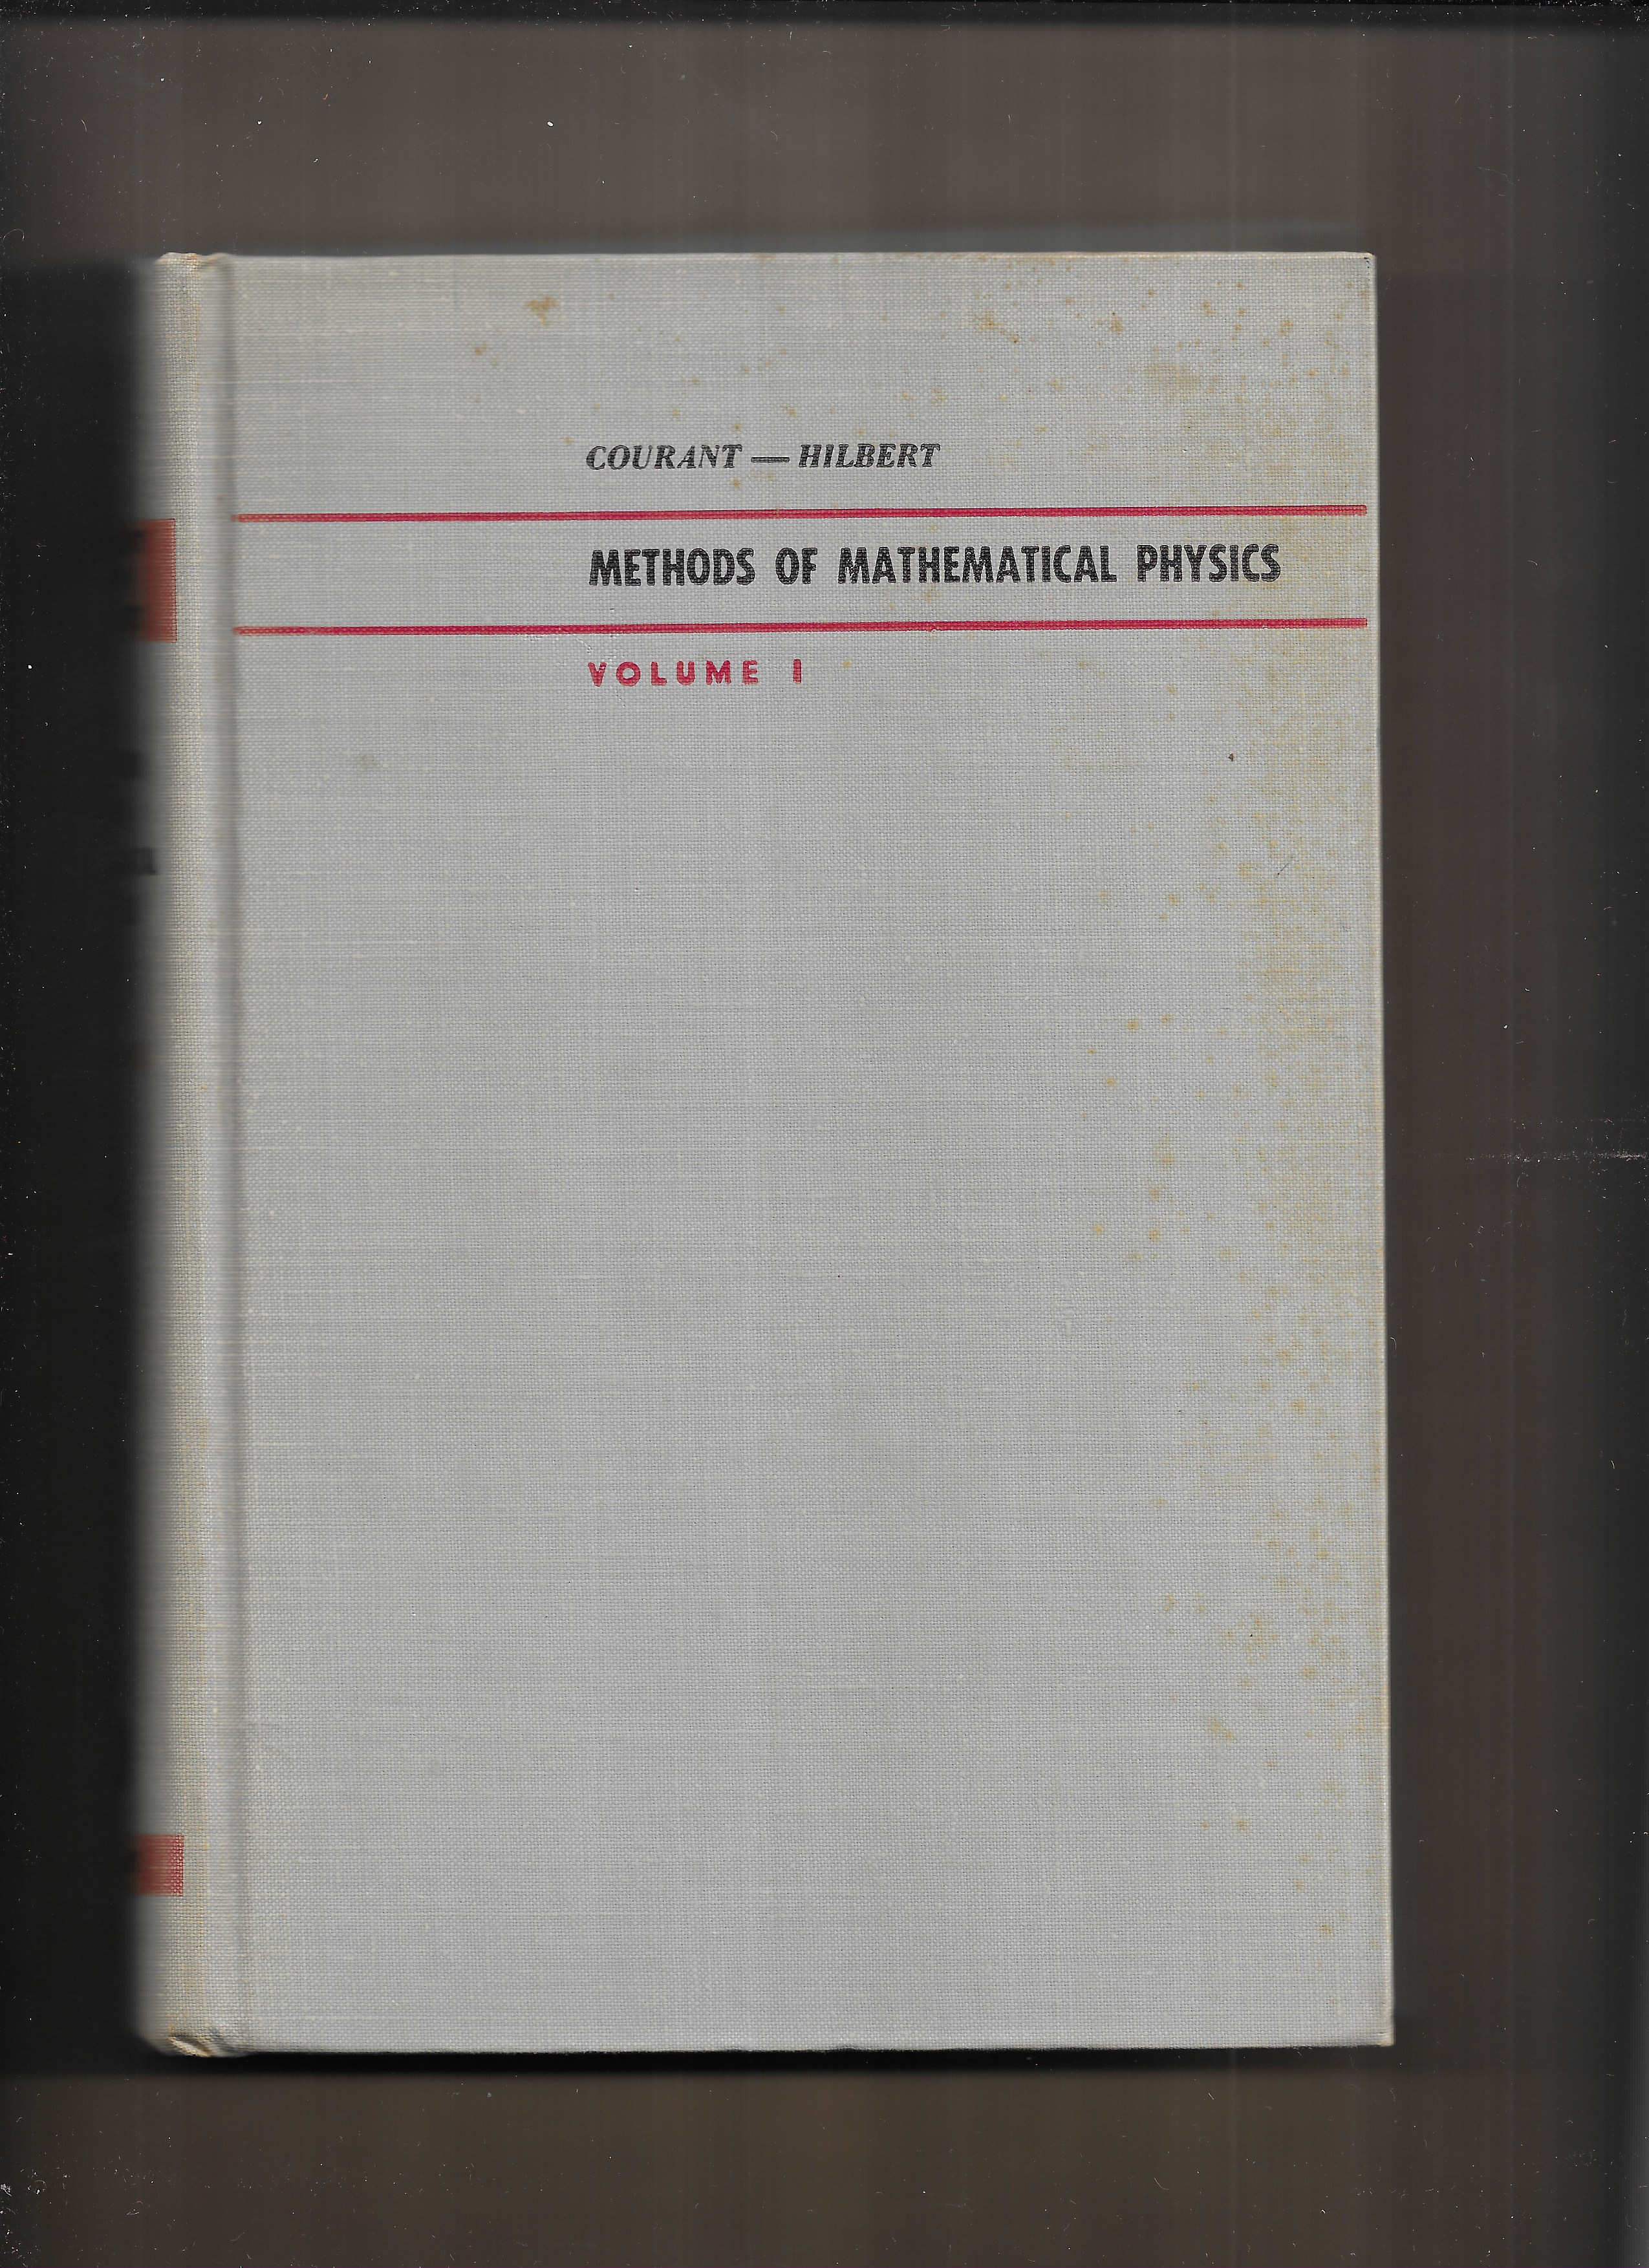 COURANT — HILBERT
METHODS OF MATHEMATICAL PHYSICS
VOLUME I